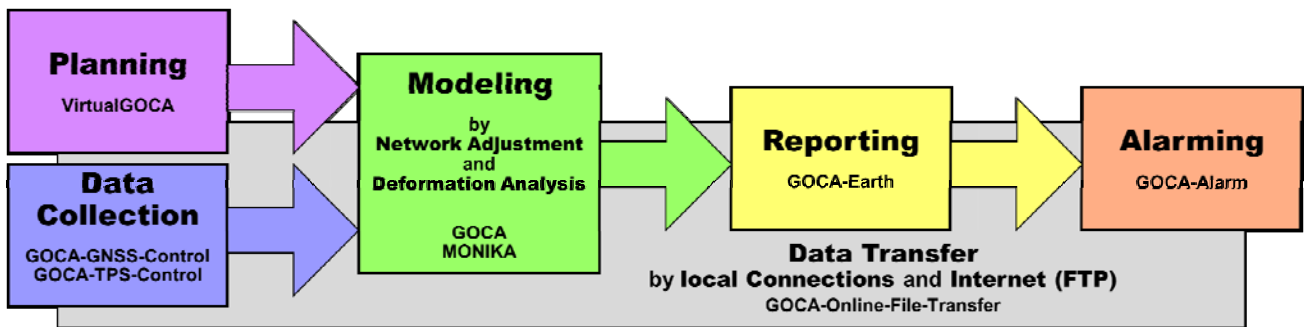 Planning
VirtualGOCA
Data
Collection
GOCA-GNSS-Control
GOCA-TPS-Control
Modeling
by
Network Adjustment
and
Deformation Analysis
GOCA
MONIKA
Reporting
GOCA-Earth
Alarming
GOCA-Alarm
Data Transfer
by local Connections and Internet (FTP)
GOCA-Online-File-Transfer